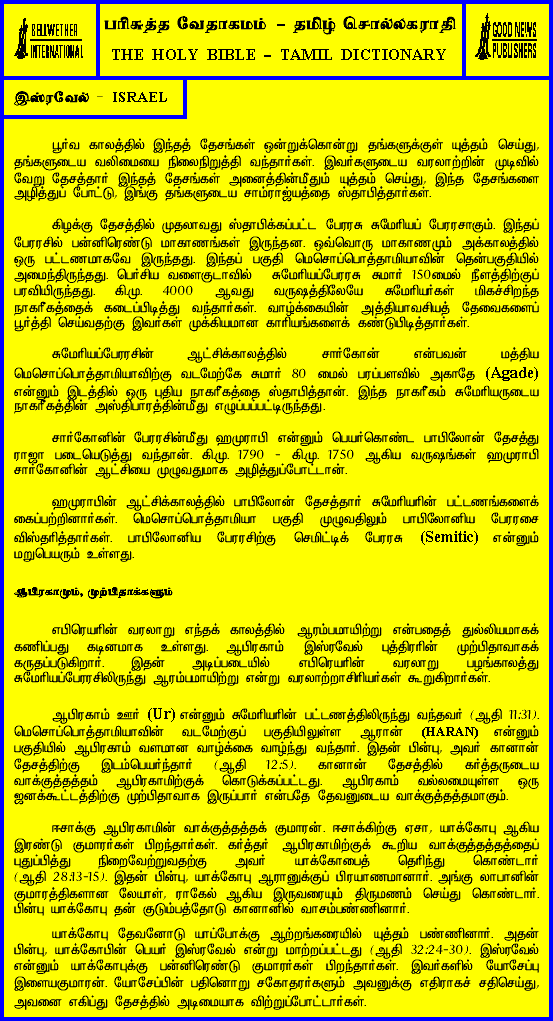 BELLWETHER
INTERNATIONAL
பரிசுத்த வேதாகமம் - தமிழ் சொல்லகராதி
THE HOLY BIBLE - TAMIL DICTIONARY
GOOD NEWS
PUBLISHERS
இஸ்ரவேல் - ISRAEL
பூர்வ காலத்தில் இந்தத் தேசங்கள் ஒன்றுக்கொன்று தங்களுக்குள் யுத்தம் செய்து,
தங்களுடைய வலிமையை நிலைநிறுத்தி வந்தார்கள். இவர்களுடைய வரலாற்றின் முடிவில்
வேறு தேசத்தார் இந்தத் தேசங்கள் அனைத்தின்மீதும் யுத்தம் செய்து, இந்த தேசங்களை
அழித்துப் போட்டு, இங்கு தங்களுடைய சாம்ராஜ்யத்தை ஸ்தாபித்தார்கள்.
கிழக்கு தேசத்தில் முதலாவது ஸ்தாபிக்கப்பட்ட பேரரசு சுமேரியப் பேரரசாகும். இந்தப்
பேரரசில் பன்னிரெண்டு மாகாணங்கள் இருந்தன. ஒவ்வொரு மாகாணமும் அக்காலத்தில்
ஒரு பட்டணமாகவே இருந்தது. இந்தப் பகுதி மெசொப்பொத்தாமியாவின் தென்பகுதியில்
அமைந்திருந்தது. பெர்சிய வளைகுடாவில் சுமேரியப்பேரரசு சுமார் 150மைல் நீளத்திற்குப்
பரவியிருந்தது. கி.மு. 4000 ஆவது வருஷத்திலேயே சுமேரியர்கள் மிகச்சிறந்த
நாகரீகத்தைக் கடைப்பிடித்து வந்தார்கள். வாழ்க்கையின் அத்தியாவசியத் தேவைகளைப்
பூர்த்தி செய்வதற்கு இவர்கள் முக்கியமான காரியங்களைக் கண்டுபிடித்தார்கள்.
சுமேரியப்பேரரசின் ஆட்சிக்காலத்தில் சார்கோன் என்பவன் மத்திய
மெசொப்பொத்தாமியாவிற்கு வடமேற்கே சுமார் 80 மைல் பரப்பளவில் அகாதே (Agade)
என்னும் இடத்தில் ஒரு புதிய நாகரீகத்தை ஸ்தாபித்தான். இந்த நாகரீகம் சுமேரியருடைய
நாகரீகத்தின் அஸ்திபாரத்தின்மீது எழுப்பப்பட்டிருந்தது.
சார்கோனின் பேரரசின்மீது ஹமுராபி என்னும் பெயர்கொண்ட பாபிலோன் தேசத்து
ராஜா படையெடுத்து வந்தான். கி.மு. 1790 - கி.மு. 1750 ஆகிய வருஷங்கள் ஹமுராபி
சார்கோனின் ஆட்சியை முழுவதுமாக அழித்துப்போட்டான்.
ஹமுராபின் ஆட்சிக்காலத்தில் பாபிலோன் தேசத்தார் சுமேரியரின் பட்டணங்களைக்
கைப்பற்றினார்கள். மெசொப்பொத்தாமியா பகுதி முழுவதிலும் பாபிலோனிய பேரரசை
விஸ்தரித்தார்கள். பாபிலோனிய பேரரசிற்கு செமிட்டிக் பேரரசு (Semitic) என்னும்
மறுபெயரும் உள்ளது.
ஆபிரகாமும், முற்பிதாக்களும்
எபிரெயரின் வரலாறு எந்தக் காலத்தில் ஆரம்பமாயிற்று என்பதைத் துல்லியமாகக்
கணிப்பது கடினமாக உள்ளது. ஆபிரகாம் இஸ்ரவேல் புத்திரரின் முற்பிதாவாகக்
கருதப்படுகிறார். இதன் அடிப்படையில் எபிரெயரின் வரலாறு பழங்காலத்து
சுமேரியப்பேரரசிலிருந்து ஆரம்பமாயிற்று என்று வரலாற்றாசிரியர்கள் கூறுகிறார்கள்.
ஆபிரகாம் ஊர் (Ur) என்னும் சுமேரியரின் பட்டணத்திலிருந்து வந்தவர் (ஆதி 11:31).
மெசொப்பொத்தாமியாவின் வடமேற்குப் பகுதியிலுள்ள ஆரான் (HARAN) என்னும்
பகுதியில் ஆபிரகாம் வளமான வாழ்க்கை வாழ்ந்து வந்தார். இதன் பின்பு, அவர் கானான்
தேசத்திற்கு இடம்பெயர்ந்தார் (ஆதி 12:5). கானான் தேசத்தில் கர்த்தருடைய
வாக்குத்தத்தம் ஆபிரகாமிற்குக் கொடுக்கப்பட்டது. ஆபிரகாம் வல்லமையுள்ள ஒரு
ஜனக்கூட்டத்திற்கு முற்பிதாவாக இருப்பார் என்பதே தேவனுடைய வாக்குத்தத்தமாகும்.
ஈசாக்கு ஆபிரகாமின் வாக்குத்தத்தக் குமாரன். ஈசாக்கிற்கு ஏசா, யாக்கோபு ஆகிய
இரண்டு குமாரர்கள் பிறந்தார்கள். கர்த்தர் ஆபிரகாமிற்குக் கூறிய வாக்குத்தத்தத்தைப்
புதுப்பித்து நிறைவேற்றுவதற்கு அவர் யாக்கோபைத் தெரிந்து கொண்டார்
(ஆதி 28:13-15). இதன் பின்பு, யாக்கோபு ஆரானுக்குப் பிரயாணமானார். அங்கு லாபானின்
குமாரத்திகளான லேயாள், ராகேல் ஆகிய இருவரையும் திருமணம் செய்து கொண்டார்.
பின்பு யாக்கோபு தன் குடும்பத்தோடு கானானில் வாசம்பண்ணினார்.
யாக்கோபு தேவனோடு யாப்போக்கு ஆற்றங்கரையில் யுத்தம் பண்ணினார். அதன்
பின்பு, யாக்கோபின் பெயர் இஸ்ரவேல் என்று மாற்றப்பட்டது (ஆதி 32:24-30). இஸ்ரவேல்
என்னும் யாக்கோபுக்கு பன்னிரெண்டு குமாரர்கள் பிறந்தார்கள். இவர்களில் யோசேப்பு
இளையகுமாரன். யோசேப்பின் பதினொறு சகோதரர்களும் அவனுக்கு எதிராகச் சதிசெய்து,
அவனை எகிப்து தேசத்தில் அடிமையாக விற்றுப்போட்டார்கள்.